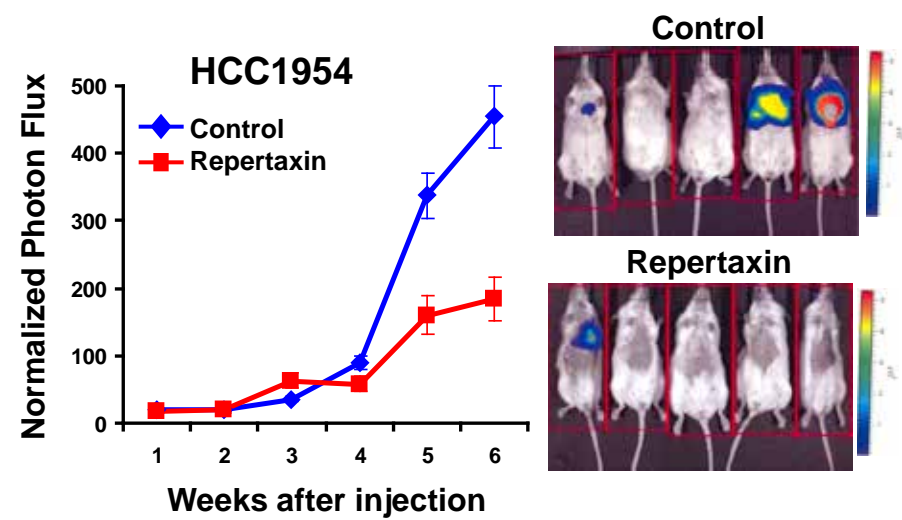 HCC1954
Control
Repertaxin
Normalized Photon Flux
500
400
300
200
100
0
1 2 3 4 5 6
Weeks after injection
Control
Repertaxin